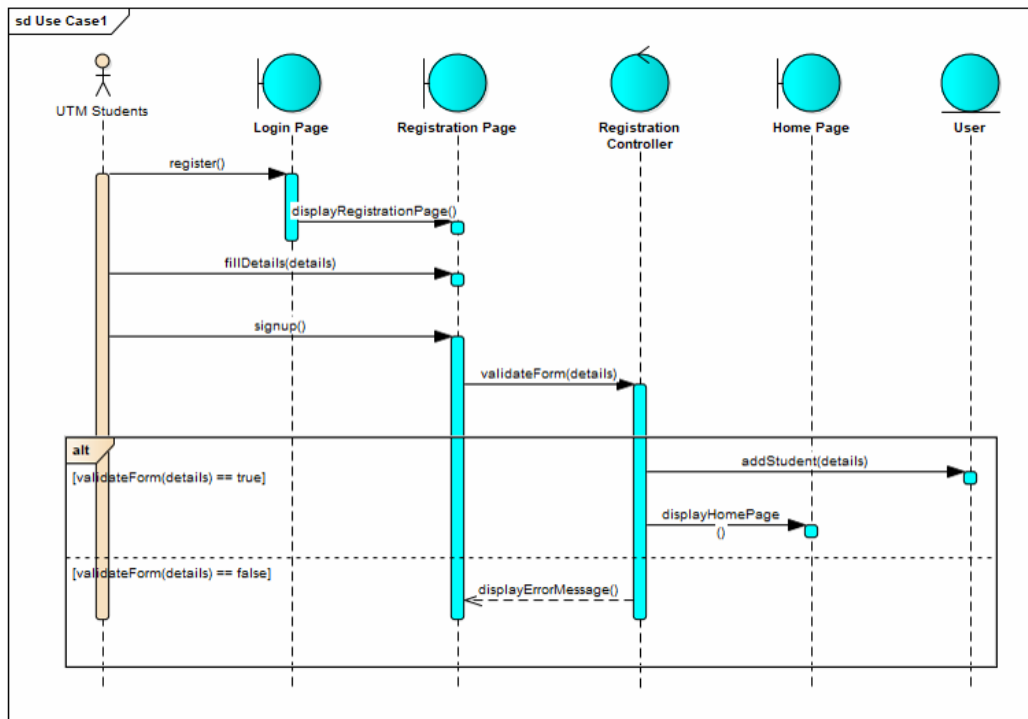 sd Use Case1
UTM Students
Login Page
Registration Page
Registration
Controller
Home Page
User
register()
displayRegistrationPage()
fillDetails(details)
signup()
validateForm(details)
alt
[validateForm(details) == true]
addStudent(details)
displayHomePage
()
[validateForm(details) == false]
displayErrorMessage()